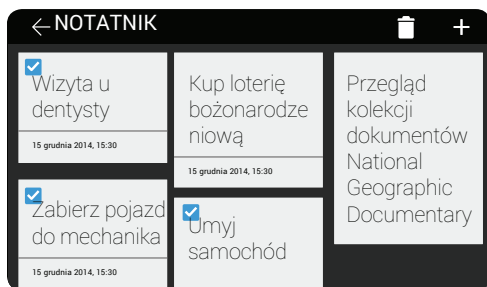 NOTATNIK
Wizyta u
dentysty
15 grudnia 2014, 15:30
Zabierz pojazd
do mechanika
15 grudnia 2014, 15:30
Kup loterię
bożonarodze
niową
15 grudnia 2014, 15:30
Umyj
samochód
Przegląd
kolekcji
dokumentów
National
Geographic
Documentary